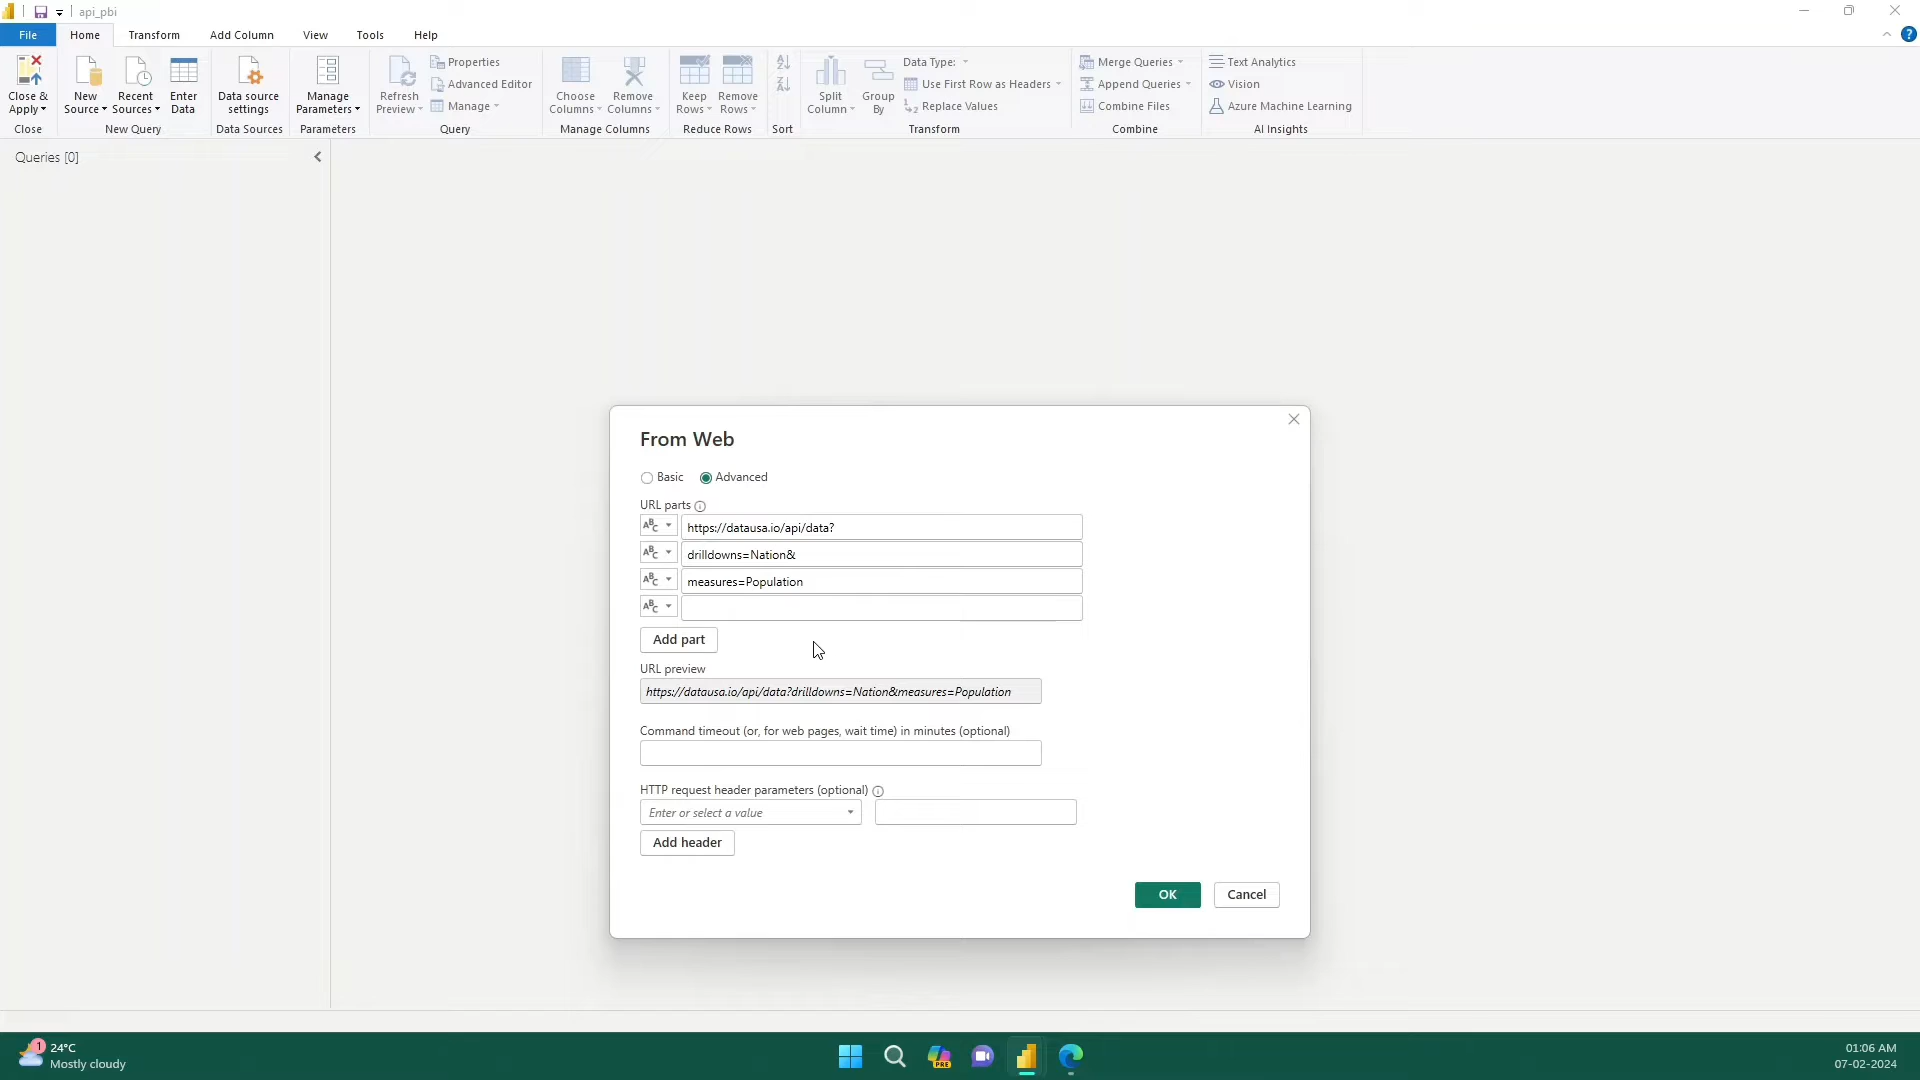 api_pbi
File Home Transform Add Column View Tools Help
Close & Apply New Source Recent Sources Enter Data Data source settings Manage Parameters Refresh Preview Properties Advanced Editor Manage Choose Columns Remove Columns Keep Rows Remove Rows Split Column Group By Data Type: Use First Row as Headers Replace Values Merge Queries Append Queries Combine Files Text Analytics Vision Azure Machine Learning
Close New Query Data Sources Parameters Query Manage Columns Reduce Rows Sort Transform Combine AI Insights
Queries [0]
From Web
Basic Advanced
URL parts
ABC https://datausa.io/api/data?
ABC drilldowns=Nation&
ABC measures=Population
ABC
Add part
URL preview
https://datausa.io/api/data?drilldowns=Nation&measures=Population
Command timeout (or, for web pages, wait time) in minutes (optional)
HTTP request header parameters (optional)
Enter or select a value
Add header
OK Cancel
1 24°C
Mostly cloudy
PRE
01:06 AM
07-02-2024